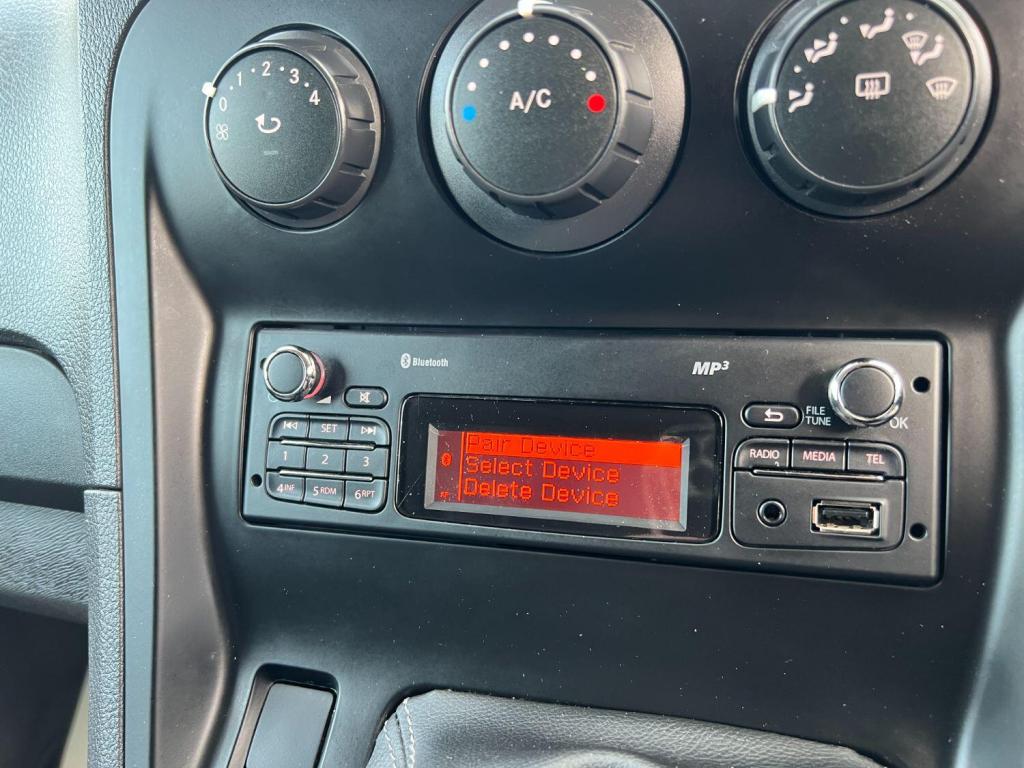 0 1 2 3 4
A/C
Bluetooth
MP3
FILE
TUNE
OK
SET
1 2 3
4INF 5RDM 6RPT
Pair Device
Select Device
Delete Device
RADIO MEDIA TEL